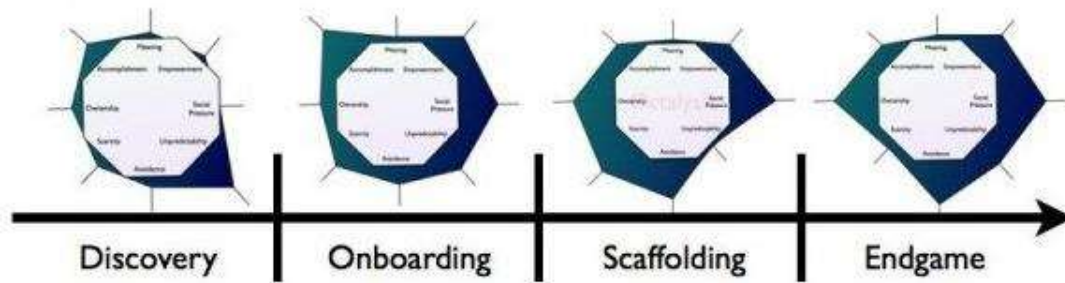 Meaning
Accomplishment Empowerment
Ownership Social Pressure
Scarcity Unpredictability
Avoidance
Meaning
Accomplishment Empowerment
Ownership Social Pressure
Scarcity Unpredictability
Avoidance
Meaning
Accomplishment Empowerment
Ownership Social Pressure
Scarcity Unpredictability
Avoidance
Meaning
Accomplishment Empowerment
Ownership Social Pressure
Scarcity Unpredictability
Avoidance
Discovery Onboarding Scaffolding Endgame